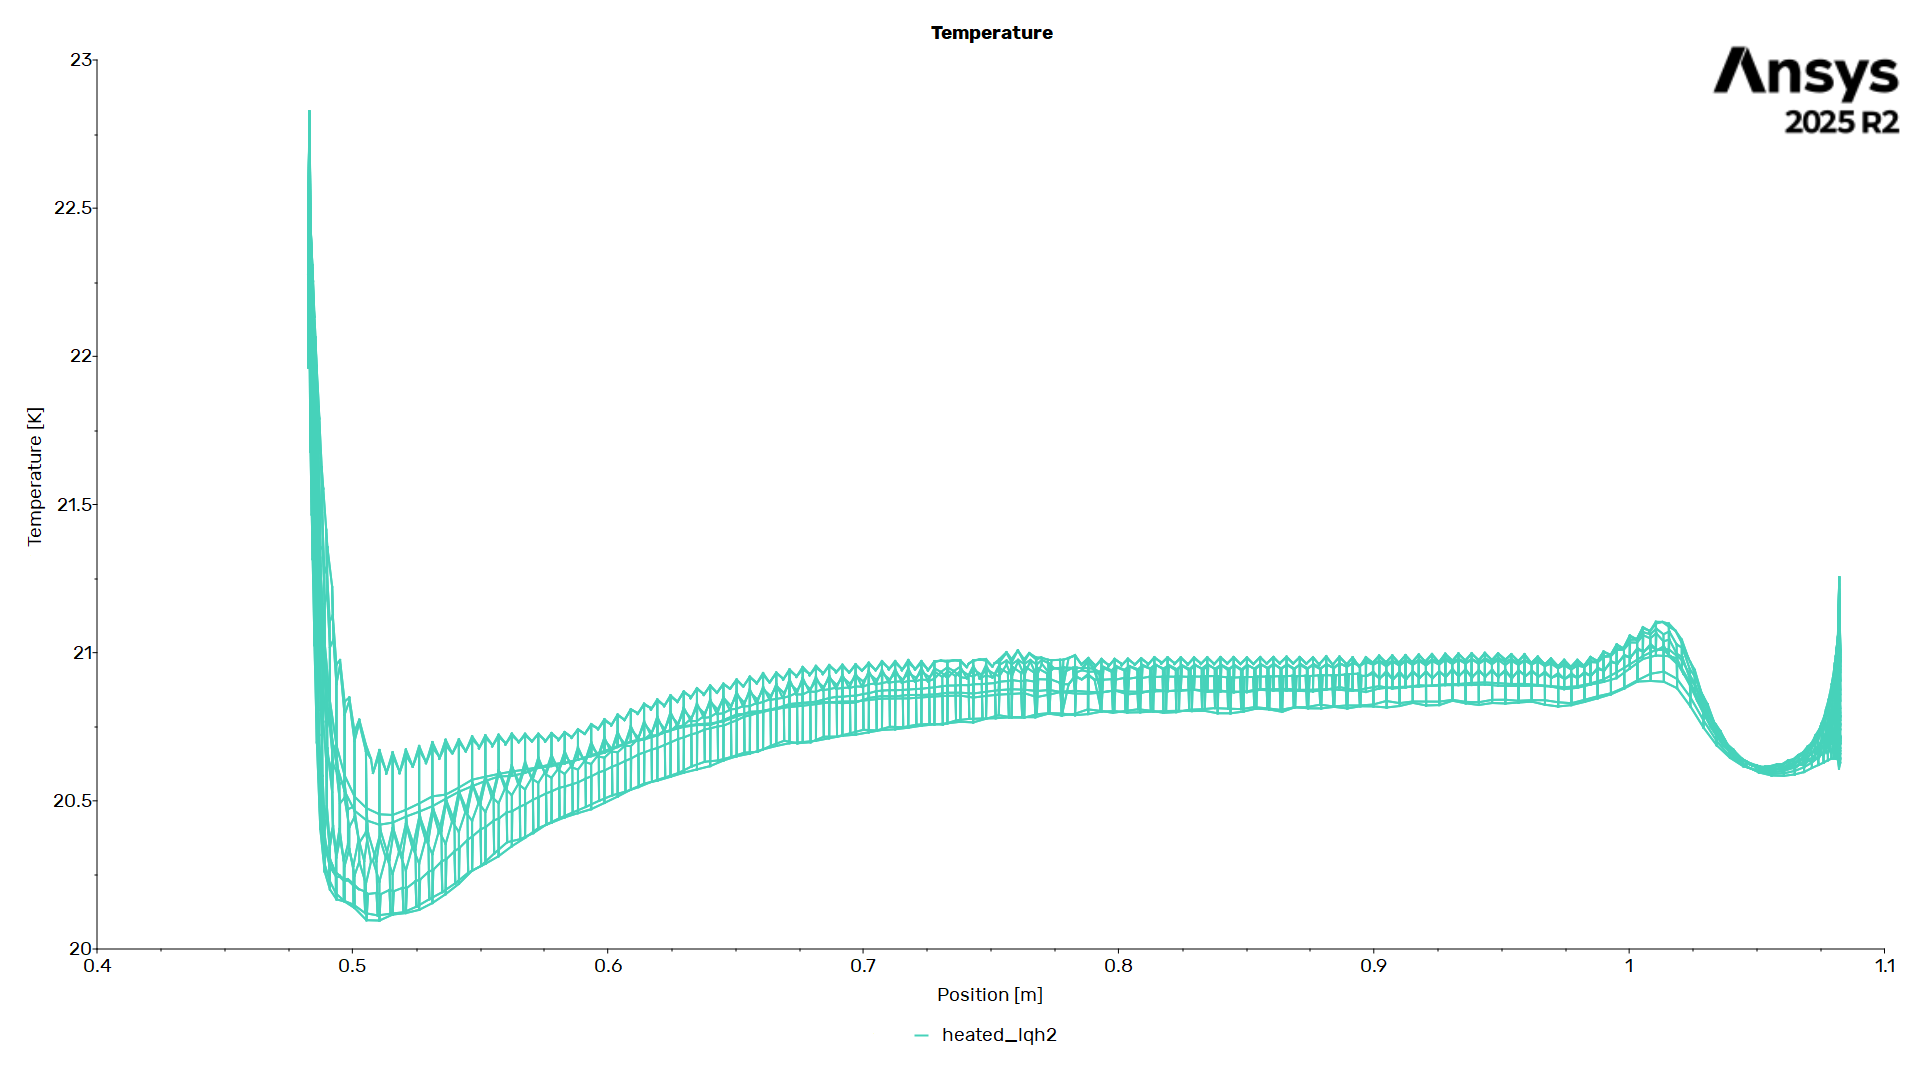 Temperature
Ansys
2025 R2
23
22.5
22
21.5
21
20.5
20
Temperature [K]
0.4 0.5 0.6 0.7 0.8 0.9 1 1.1
Position [m]
heated_lqh2